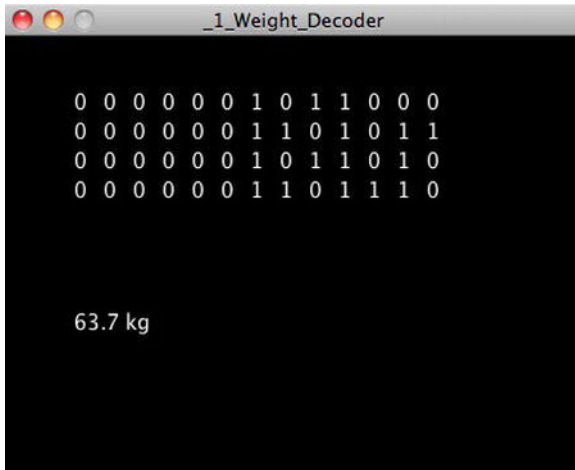 _1_Weight_Decoder
0 0 0 0 0 0 1 0 1 1 0 0 0
0 0 0 0 0 0 1 1 0 1 0 1 1
0 0 0 0 0 0 1 0 1 1 0 1 0
0 0 0 0 0 0 1 1 0 1 1 1 0
63.7 kg